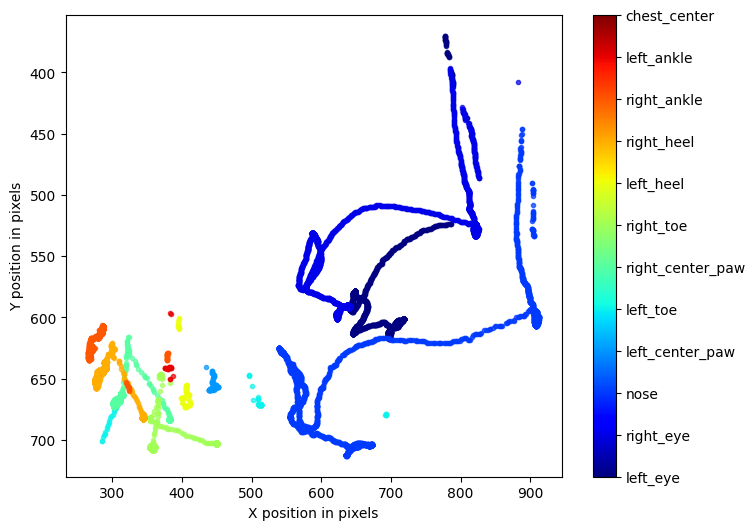 400
450
500
550
600
650
700
Y position in pixels
300
400
500
600
700
800
900
X position in pixels
chest_center
left_ankle
right_ankle
right_heel
left_heel
right_toe
right_center_paw
left_toe
left_center_paw
nose
right_eye
left_eye